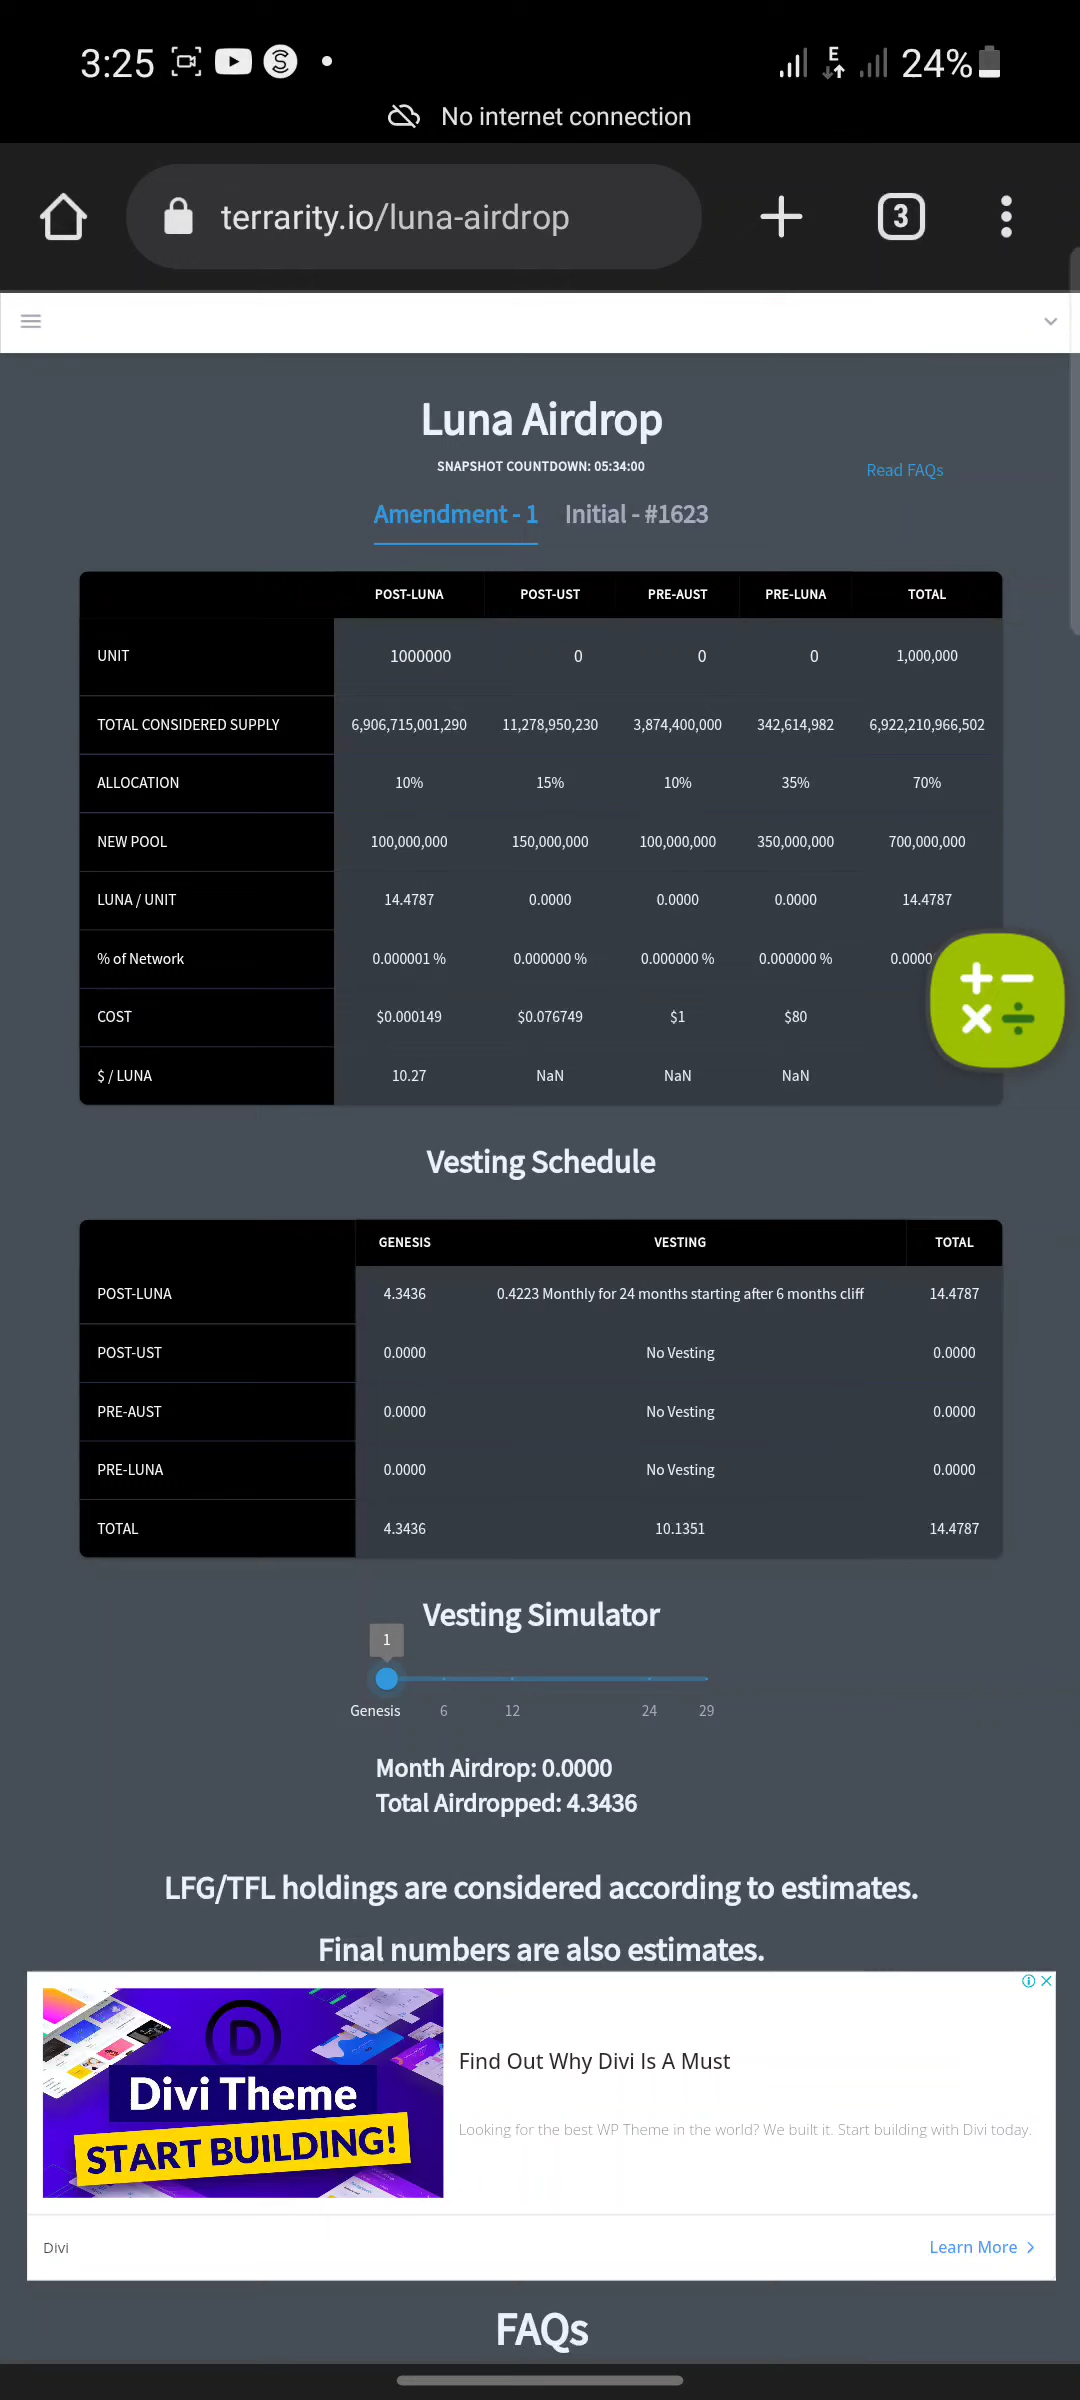 3:25 E 24%
No internet connection
terrarity.io/luna-airdrop 3
Luna Airdrop
SNAPSHOT COUNTDOWN: 05:34:00
Read FAQs
Amendment - 1 Initial - #1623
POST-LUNA POST-UST PRE-AUST PRE-LUNA TOTAL
UNIT 1000000 0 0 0 1,000,000
TOTAL CONSIDERED SUPPLY 6,906,715,001,290 11,278,950,230 3,874,400,000 342,614,982 6,922,210,966,502
ALLOCATION 10% 15% 10% 35% 70%
NEW POOL 100,000,000 150,000,000 100,000,000 350,000,000 700,000,000
LUNA / UNIT 14.4787 0.0000 0.0000 0.0000 14.4787
% of Network 0.000001 % 0.000000 % 0.000000 % 0.000000 % 0.0000
COST $0.000149 $0.076749 $1 $80
$ / LUNA 10.27 NaN NaN NaN
Vesting Schedule
GENESIS VESTING TOTAL
POST-LUNA 4.3436 0.4223 Monthly for 24 months starting after 6 months cliff 14.4787
POST-UST 0.0000 No Vesting 0.0000
PRE-AUST 0.0000 No Vesting 0.0000
PRE-LUNA 0.0000 No Vesting 0.0000
TOTAL 4.3436 10.1351 14.4787
Vesting Simulator
1
Genesis 6 12 24 29
Month Airdrop: 0.0000
Total Airdropped: 4.3436
LFG/TFL holdings are considered according to estimates.
Final numbers are also estimates.
D
Divi Theme
START BUILDING!
Find Out Why Divi Is A Must
Looking for the best WP Theme in the world? We built it. Start building with Divi today.
Divi
Learn More
FAQs